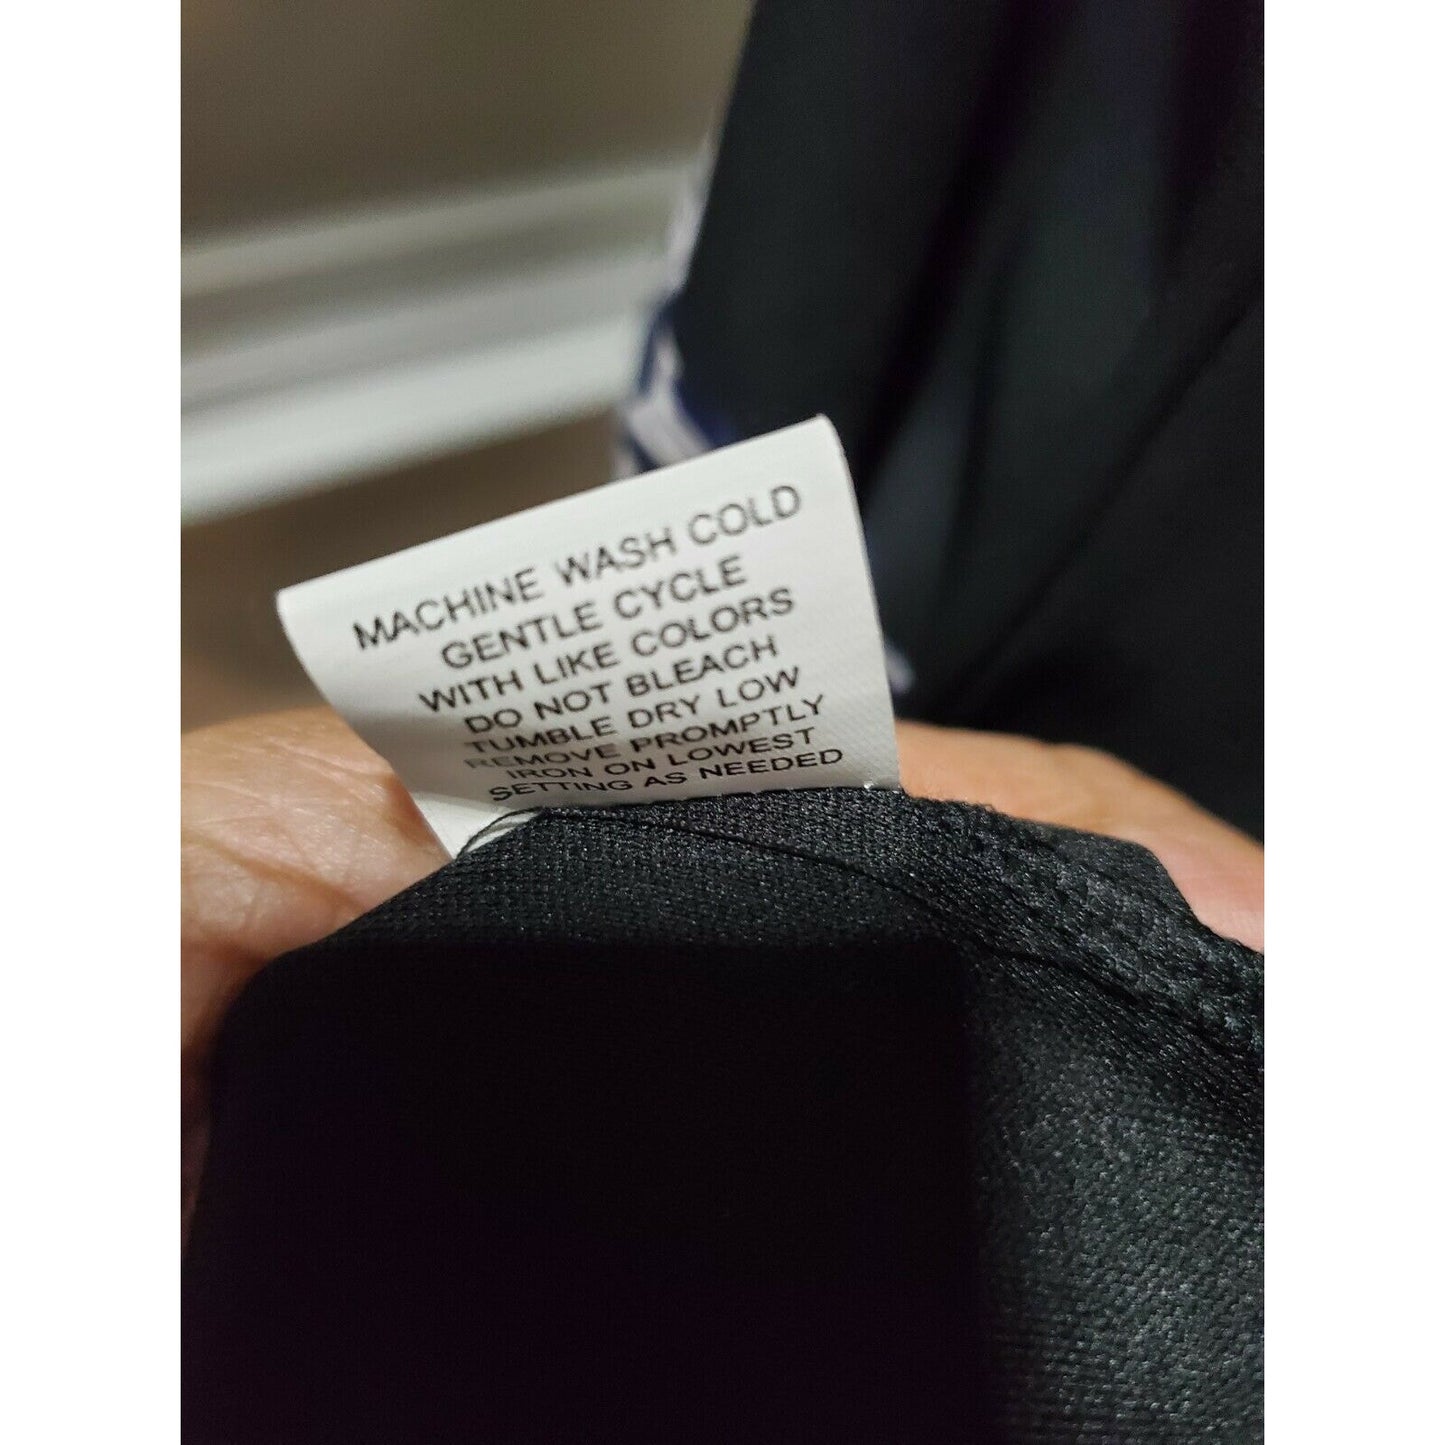 MACHINE WASH COLD
GENTLE CYCLE
WITH LIKE COLORS
DO NOT BLEACH
TUMBLE DRY LOW
REMOVE PROMPTLY
IRON ON LOWEST
SETTING AS NEEDED